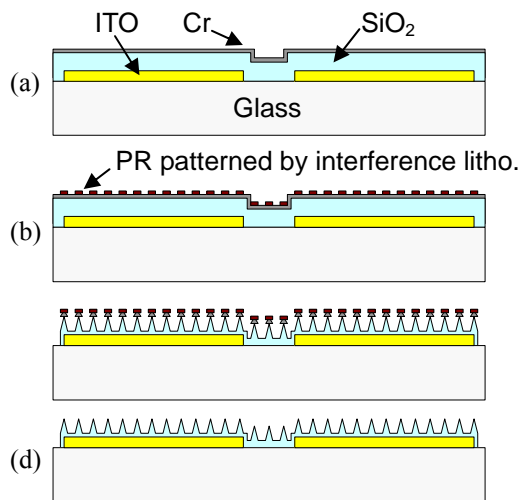 ITO Cr SiO₂
(a)
Glass
PR patterned by interference litho.
(b)
(d)